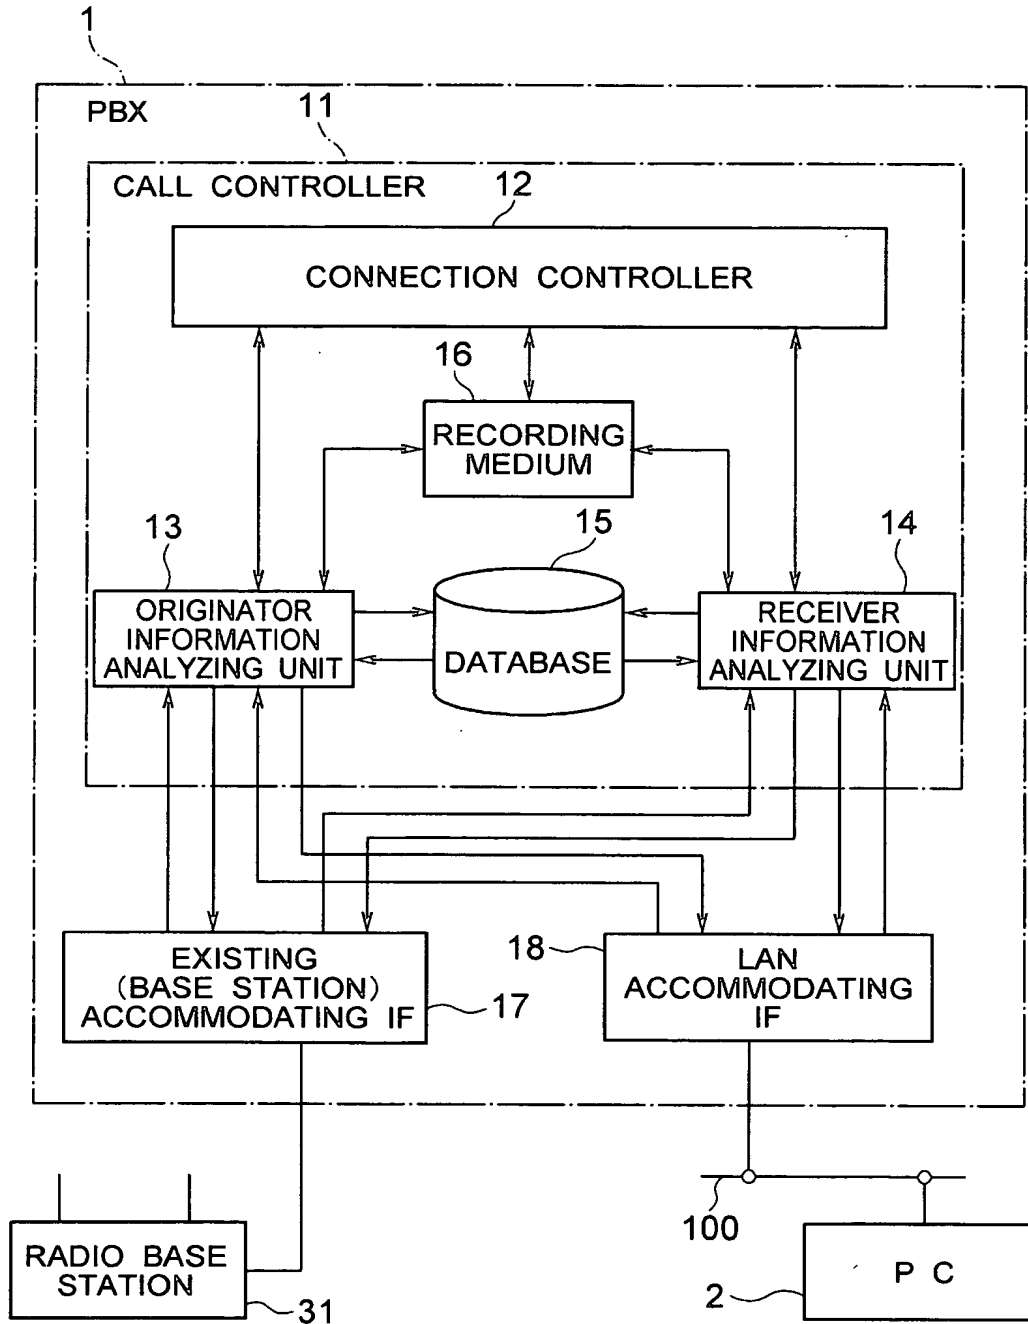 1
PBX
11
CALL CONTROLLER
12
CONNECTION CONTROLLER
16
RECORDING
MEDIUM
13
15
14
ORIGINATOR
INFORMATION
ANALYZING UNIT
DATABASE
RECEIVER
INFORMATION
ANALYZING UNIT
EXISTING
(BASE STATION)
ACCOMMODATING IF
17
18
LAN
ACCOMMODATING
IF
100
RADIO BASE
STATION
31
P C
2